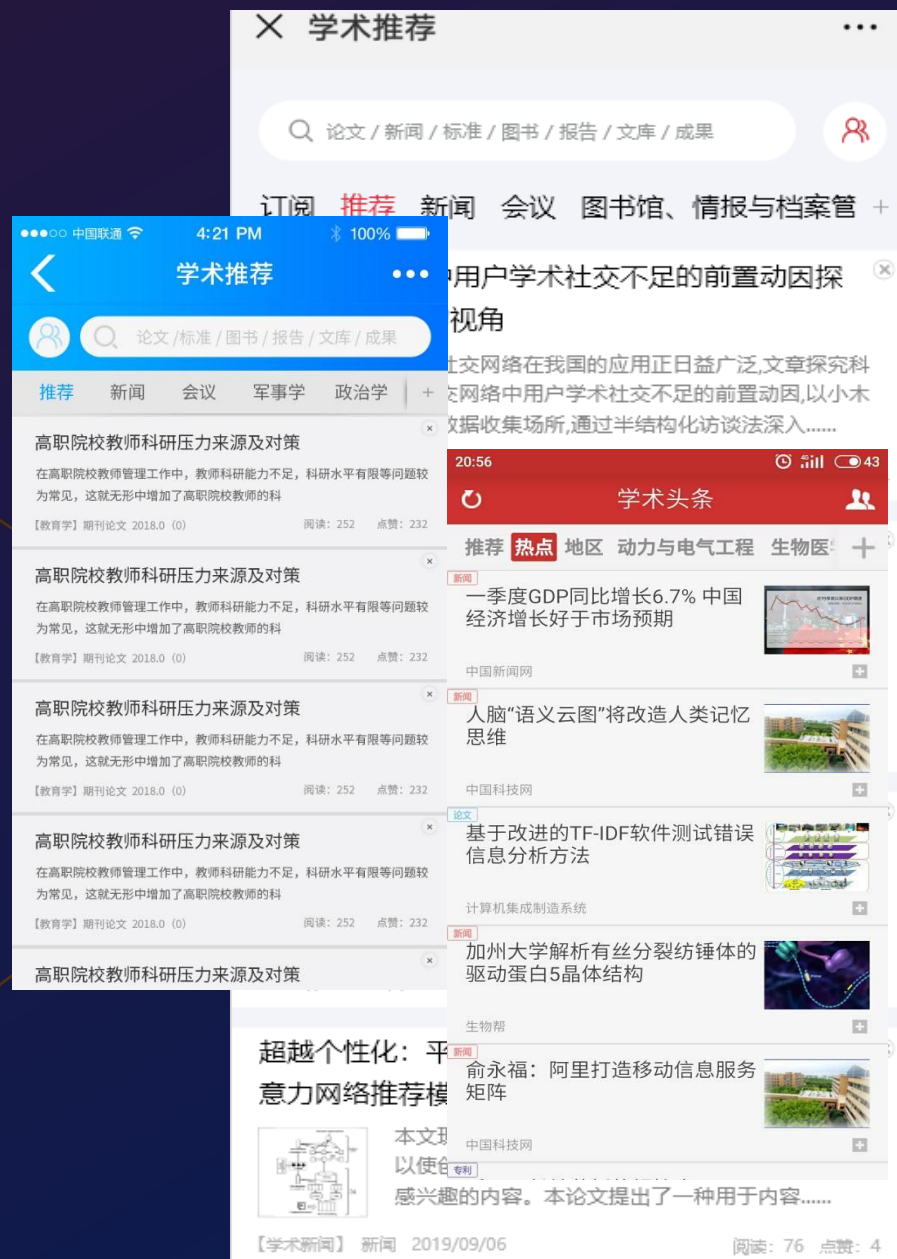 学术推荐
论文 / 新闻 / 标准 / 图书 / 报告 / 文库 / 成果
订阅 推荐 新闻 会议 图书馆、情报与档案管 +
用户学术社交不足的前置动因探
视角
社交网络在我国的应用正日益广泛,文章探究科
交网络中用户学术社交不足的前置动因,以小木
数据收集场所,通过半结构化访谈法深入......
中国联通 4:21 PM 100%
学术推荐
论文 /标准 / 图书 / 报告 / 文库 / 成果
推荐 新闻 会议 军事学 政治学 +
高职院校教师科研压力来源及对策
在高职院校教师管理工作中，教师科研能力不足，科研水平有限等问题较
为常见，这就无形中增加了高职院校教师的科
【教育学】期刊论文 2018.0（0） 阅读：252 点赞：232
高职院校教师科研压力来源及对策
在高职院校教师管理工作中，教师科研能力不足，科研水平有限等问题较
为常见，这就无形中增加了高职院校教师的科
【教育学】期刊论文 2018.0（0） 阅读：252 点赞：232
高职院校教师科研压力来源及对策
在高职院校教师管理工作中，教师科研能力不足，科研水平有限等问题较
为常见，这就无形中增加了高职院校教师的科
【教育学】期刊论文 2018.0（0） 阅读：252 点赞：232
高职院校教师科研压力来源及对策
在高职院校教师管理工作中，教师科研能力不足，科研水平有限等问题较
为常见，这就无形中增加了高职院校教师的科
【教育学】期刊论文 2018.0（0） 阅读：252 点赞：232
高职院校教师科研压力来源及对策
20:56 43
学术头条
推荐 热点 地区 动力与电气工程 生物医
新闻
一季度GDP同比增长6.7% 中国
经济增长好于市场预期
中国新闻网
新闻
人脑“语义云图”将改造人类记忆
思维
中国科技网
论文
基于改进的TF-IDF软件测试错误
信息分析方法
计算机集成制造系统
新闻
加州大学解析有丝分裂纺锤体的
驱动蛋白5晶体结构
生物帮
新闻
俞永福：阿里打造移动信息服务
矩阵
中国科技网
专利
超越个性化：平
意力网络推荐模
本文
以使
感兴趣的内容。本论文提出了一种用于内容......
【学术新闻】 新闻 2019/09/06 阅读：76 点赞：4